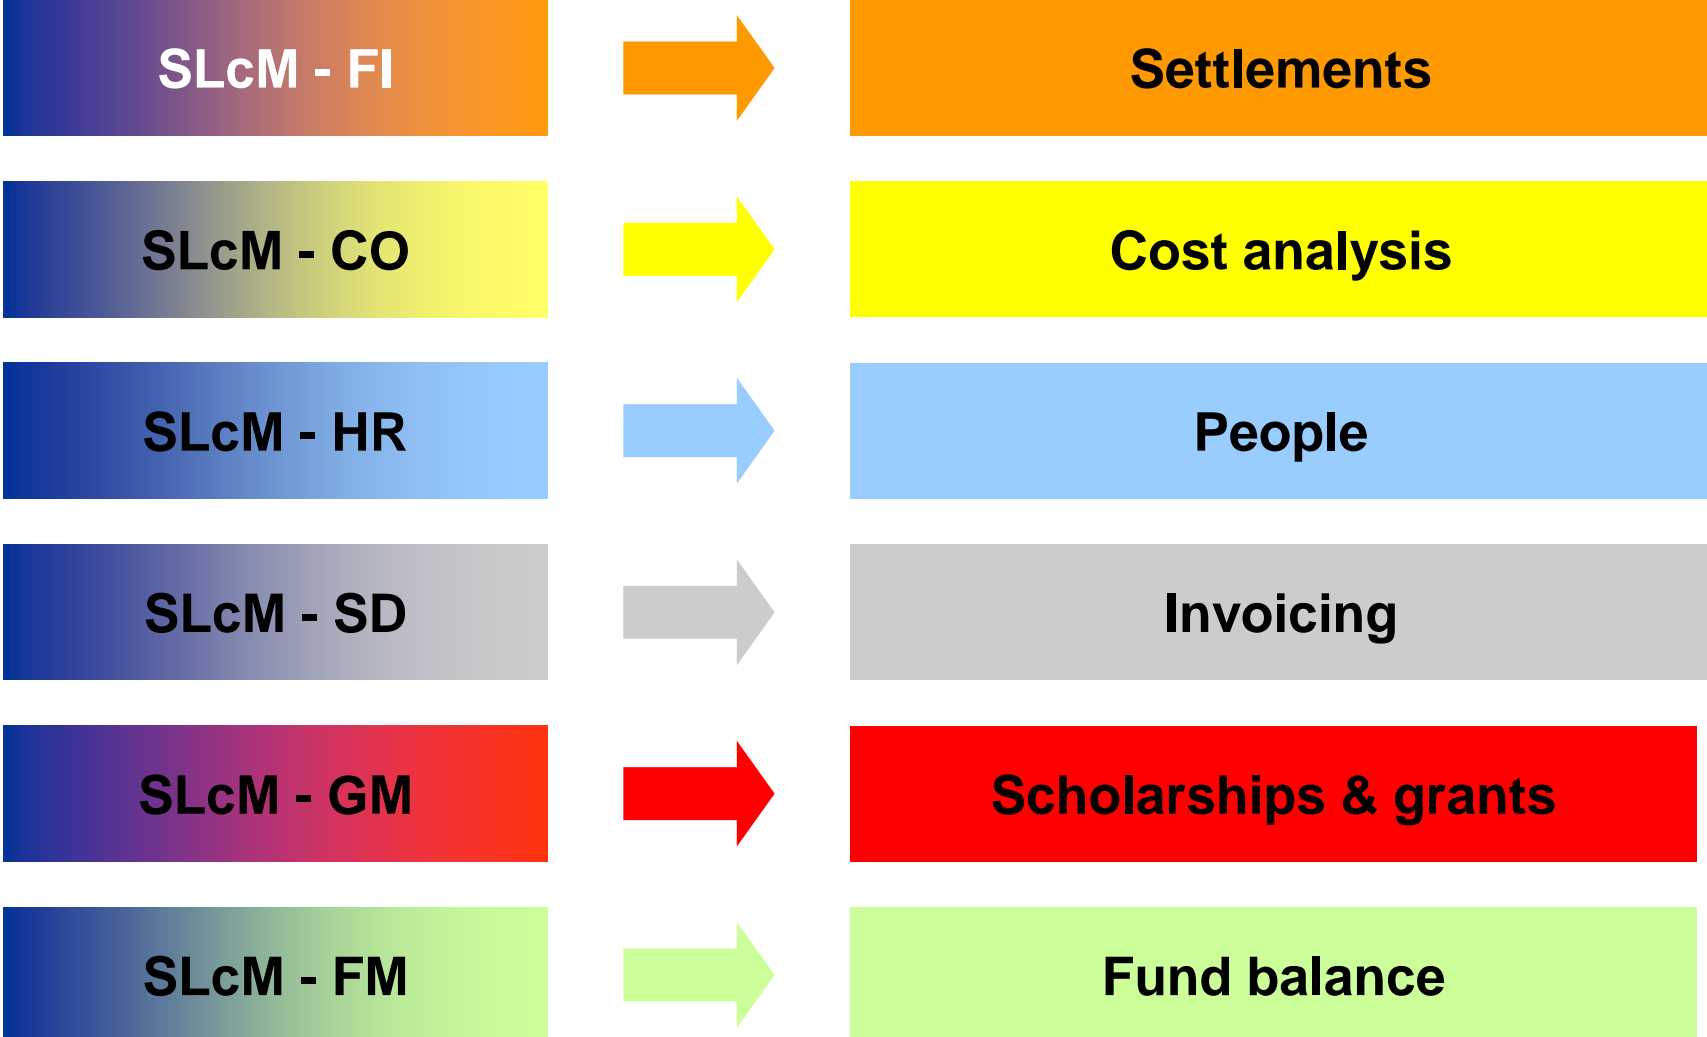 SLcM - FI
Settlements
SLcM - CO
Cost analysis
SLcM - HR
People
SLcM - SD
Invoicing
SLcM - GM
Scholarships & grants
SLcM - FM
Fund balance